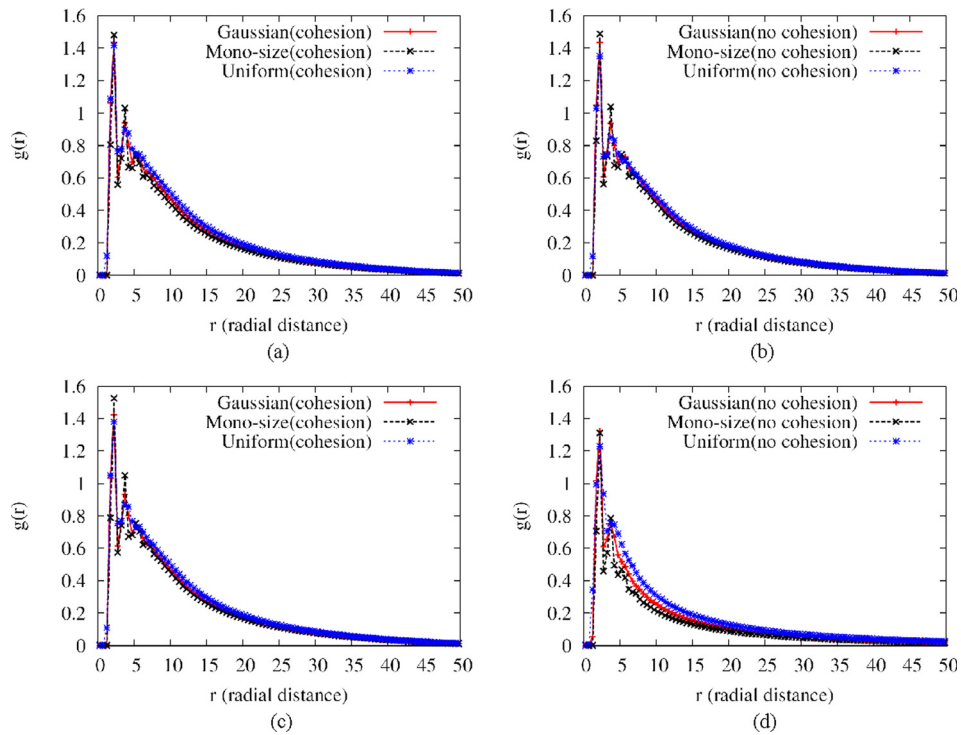 1.6
1.4
1.2
1
0.8
0.6
0.4
0.2
0
g(r)
Gaussian(cohesion)
Mono-size(cohesion)
Uniform(cohesion)
0 5 10 15 20 25 30 35 40 45 50
r (radial distance)
(a)
1.6
1.4
1.2
1
0.8
0.6
0.4
0.2
0
g(r)
Gaussian(no cohesion)
Mono-size(no cohesion)
Uniform(no cohesion)
0 5 10 15 20 25 30 35 40 45 50
r (radial distance)
(b)
1.6
1.4
1.2
1
0.8
0.6
0.4
0.2
0
g(r)
Gaussian(cohesion)
Mono-size(cohesion)
Uniform(cohesion)
0 5 10 15 20 25 30 35 40 45 50
r (radial distance)
(c)
1.6
1.4
1.2
1
0.8
0.6
0.4
0.2
0
g(r)
Gaussian(no cohesion)
Mono-size(no cohesion)
Uniform(no cohesion)
0 5 10 15 20 25 30 35 40 45 50
r (radial distance)
(d)